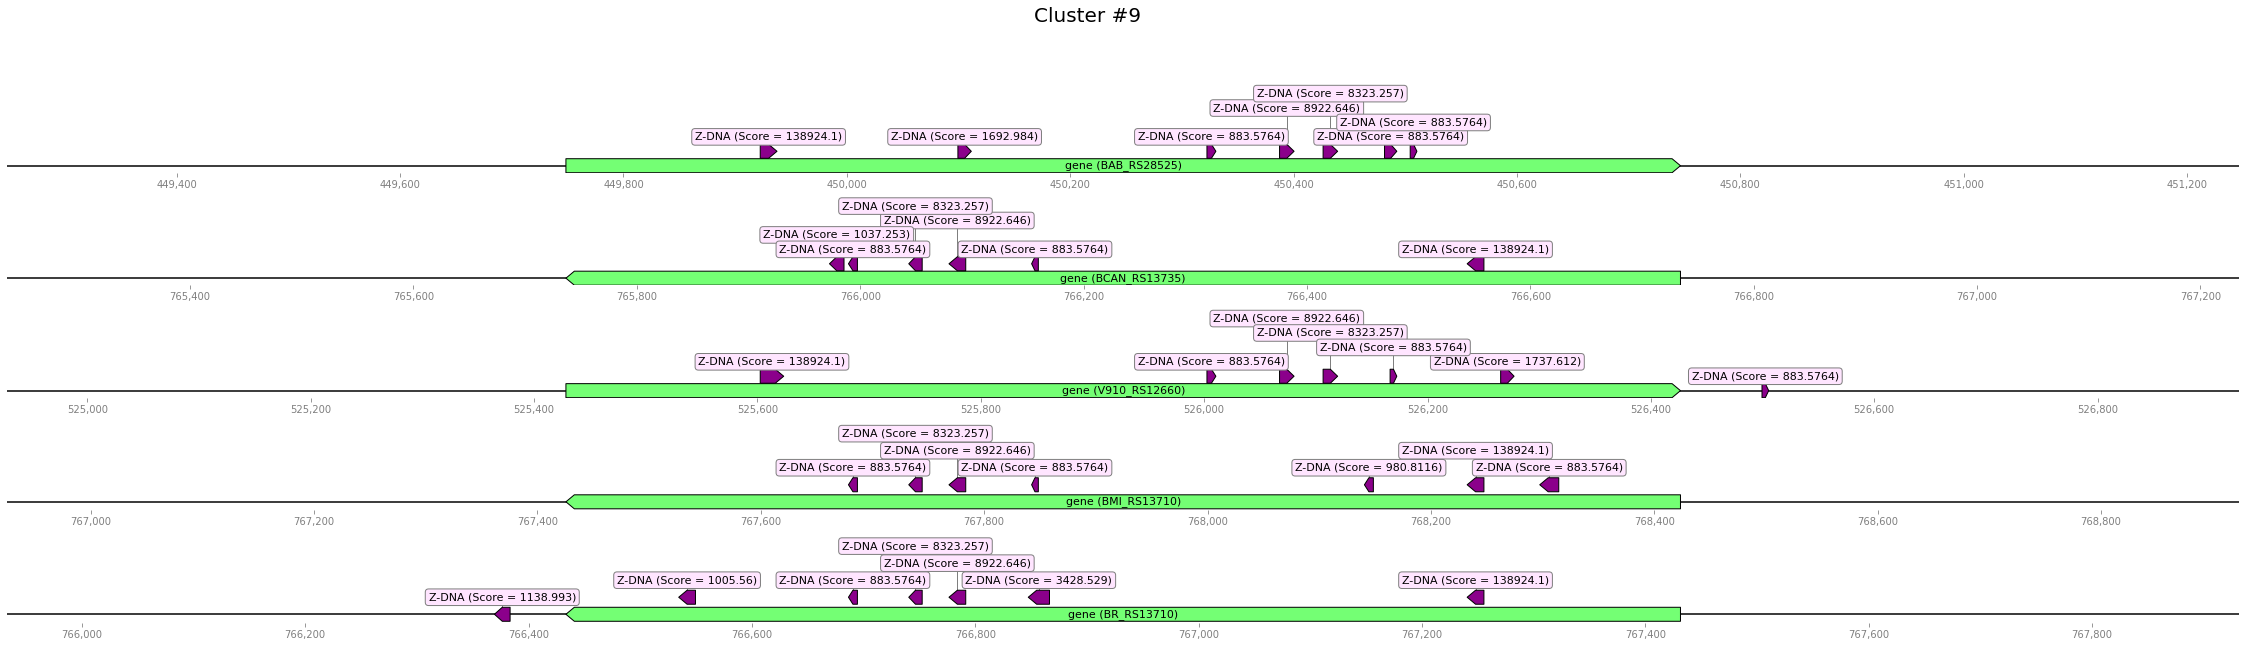 Cluster #9
Z-DNA (Score = 8323.257)
Z-DNA (Score = 8922.646)
Z-DNA (Score = 883.5764)
Z-DNA (Score = 138924.1) Z-DNA (Score = 1692.984) Z-DNA (Score = 883.5764) Z-DNA (Score = 883.5764)
gene (BAB_RS28525)
449,400 449,600 449,800 450,000 450,200 450,400 450,600 450,800 451,000 451,200
Z-DNA (Score = 8323.257)
Z-DNA (Score = 8922.646)
Z-DNA (Score = 1037.253)
Z-DNA (Score = 883.5764) Z-DNA (Score = 883.5764) Z-DNA (Score = 138924.1)
gene (BCAN_RS13735)
765,400 765,600 765,800 766,000 766,200 766,400 766,600 766,800 767,000 767,200
Z-DNA (Score = 8922.646)
Z-DNA (Score = 8323.257)
Z-DNA (Score = 883.5764)
Z-DNA (Score = 138924.1) Z-DNA (Score = 883.5764) Z-DNA (Score = 1737.612)
Z-DNA (Score = 883.5764)
gene (V910_RS12660)
525,000 525,200 525,400 525,600 525,800 526,000 526,200 526,400 526,600 526,800
Z-DNA (Score = 8323.257)
Z-DNA (Score = 8922.646) Z-DNA (Score = 138924.1)
Z-DNA (Score = 883.5764) Z-DNA (Score = 883.5764) Z-DNA (Score = 980.8116) Z-DNA (Score = 883.5764)
gene (BMI_RS13710)
767,000 767,200 767,400 767,600 767,800 768,000 768,200 768,400 768,600 768,800
Z-DNA (Score = 8323.257)
Z-DNA (Score = 8922.646)
Z-DNA (Score = 1005.56) Z-DNA (Score = 883.5764) Z-DNA (Score = 3428.529) Z-DNA (Score = 138924.1)
Z-DNA (Score = 1138.993)
gene (BR_RS13710)
766,000 766,200 766,400 766,600 766,800 767,000 767,200 767,400 767,600 767,800